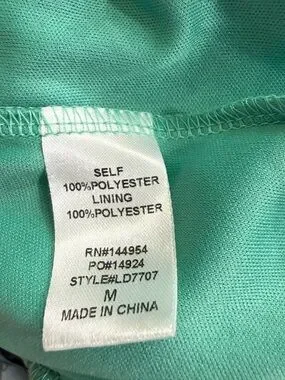 SELF
100%POLYESTER
LINING
100%POLYESTER
RN#144954
PO#14924
STYLE#LD7707
M
MADE IN CHINA